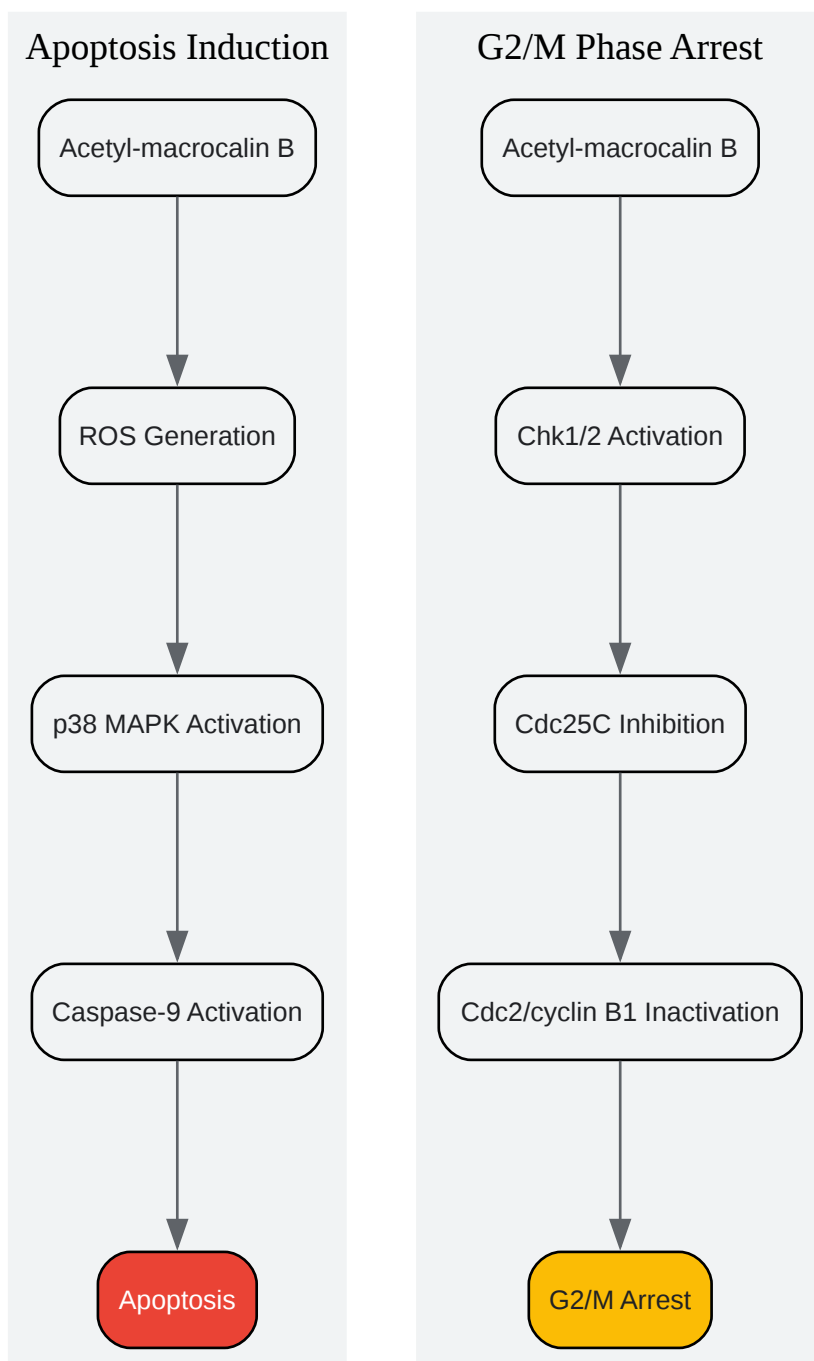 Apoptosis Induction
Acetyl-macrocalin B
ROS Generation
p38 MAPK Activation
Caspase-9 Activation
Apoptosis
G2/M Phase Arrest
Acetyl-macrocalin B
Chk1/2 Activation
Cdc25C Inhibition
Cdc2/cyclin B1 Inactivation
G2/M Arrest